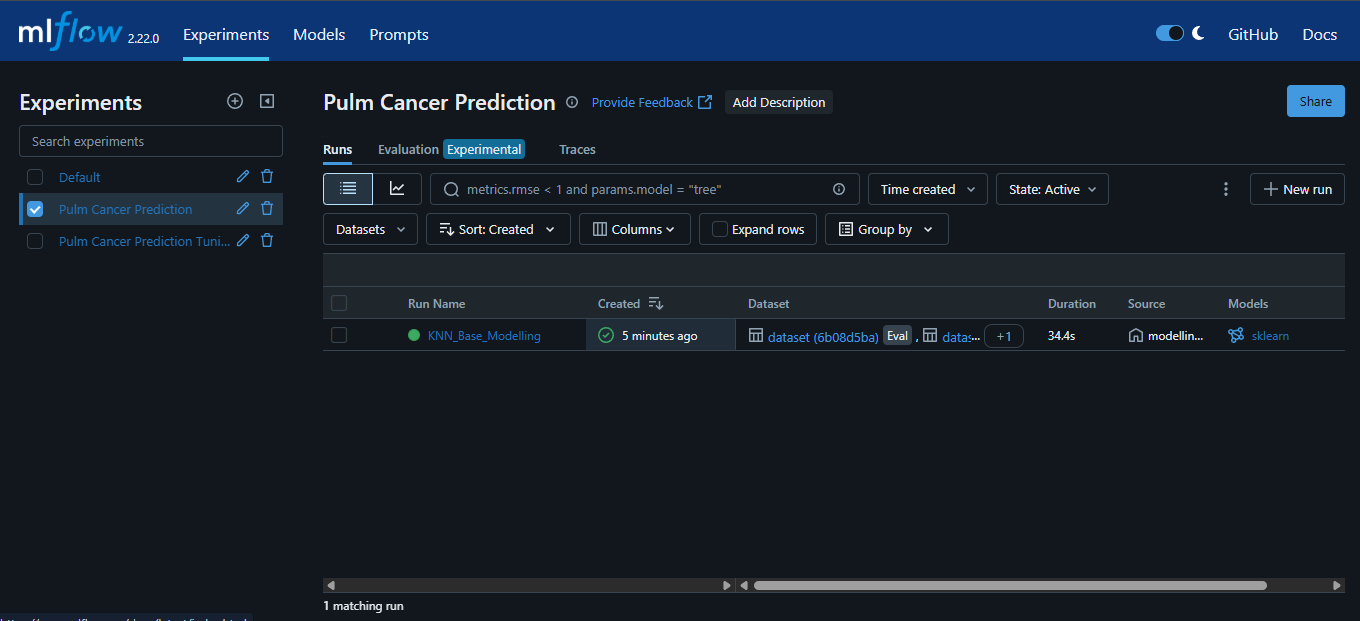 mlflow 2.22.0 Experiments Models Prompts GitHub Docs
Experiments
Search experiments
Default
Pulm Cancer Prediction
Pulm Cancer Prediction Tuni...
Pulm Cancer Prediction Provide Feedback Add Description Share
Runs Evaluation Experimental Traces
metrics.rmse < 1 and params.model = "tree" Time created State: Active New run
Datasets Sort: Created Columns Expand rows Group by
Run Name Created Dataset Duration Source Models
KNN_Base_Modelling 5 minutes ago dataset (6b08d5ba) Eval , datas... +1 34.4s modellin... sklearn
1 matching run